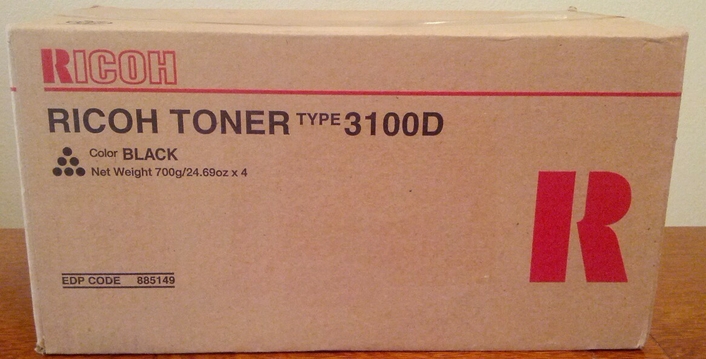 RICOH
RICOH TONER TYPE 3100D
Color BLACK
Net Weight 700g/24.69oz x 4
EDP CODE 885149
R